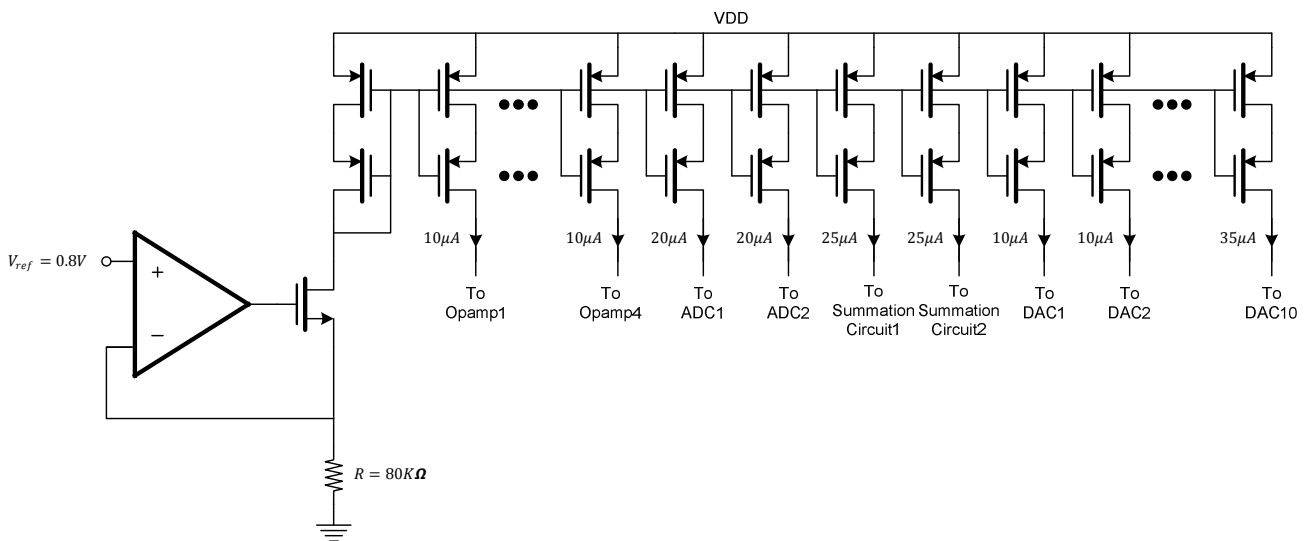 VDD
10μA
10μA
20μA
20μA
25μA
25μA
10μA
10μA
35μA
V_ref = 0.8V
+
−
To Opamp1
To Opamp4
To ADC1
To ADC2
To Summation Circuit1
To Summation Circuit2
To DAC1
To DAC2
To DAC10
R = 80KΩ